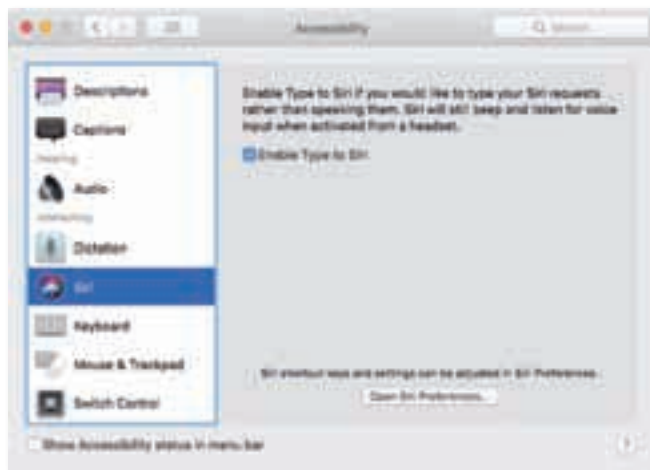 Accessibility
Search
Descriptions
Captions
Hearing
Audio
Interacting
Dictation
Siri
Keyboard
Mouse & Trackpad
Switch Control
Enable Type to Siri if you would like to type your Siri requests
rather than speaking them. Siri will still beep and listen for voice
input when activated from a headset.
Enable Type to Siri
Siri shortcut keys and settings can be adjusted in Siri Preferences.
Open Siri Preferences...
Show Accessibility status in menu bar
?